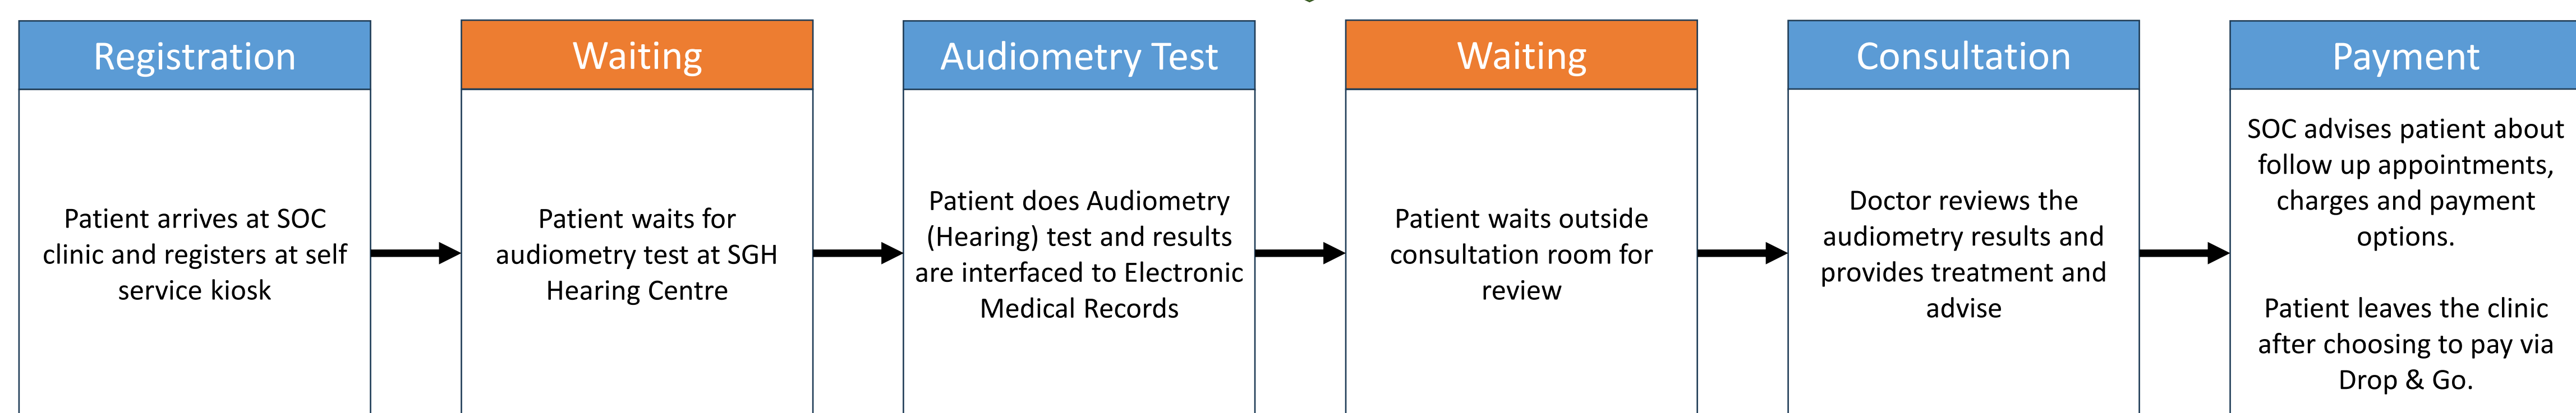 Registration
Patient arrives at SOC
clinic and registers at self
service kiosk
Waiting
Patient waits for
audiometry test at SGH
Hearing Centre
Audiometry Test
Patient does Audiometry
(Hearing) test and results
are interfaced to Electronic
Medical Records
Waiting
Patient waits outside
consultation room for
review
Consultation
Doctor reviews the
audiometry results and
provides treatment and
advise
Payment
SOC advises patient about
follow up appointments,
charges and payment
options.
Patient leaves the clinic
after choosing to pay via
Drop & Go.